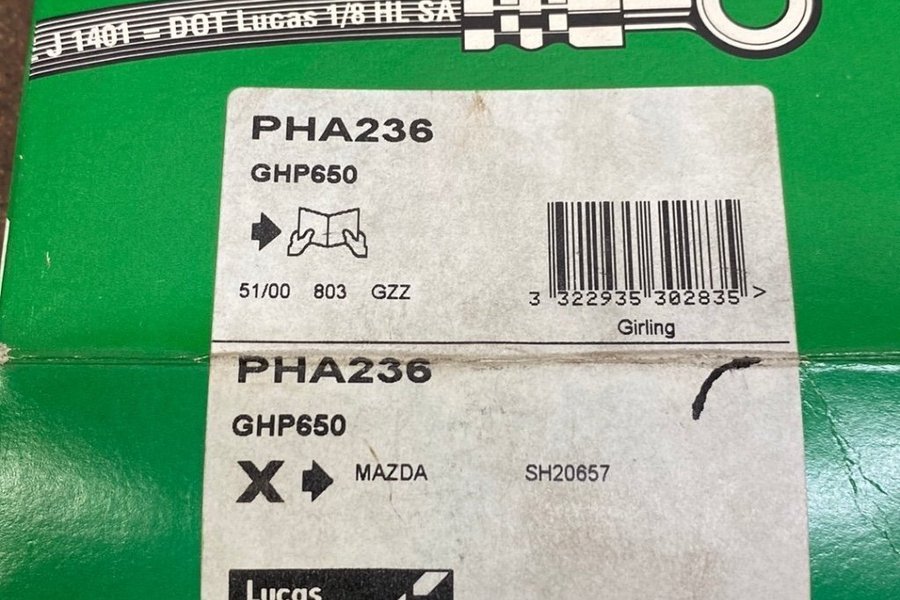 J 1401 = DOT Lucas 1/8 HL SA
PHA236
GHP650
51/00 803 GZZ
3 322935 302835 >
Girling
PHA236
GHP650
X MAZDA SH20657
Lucas